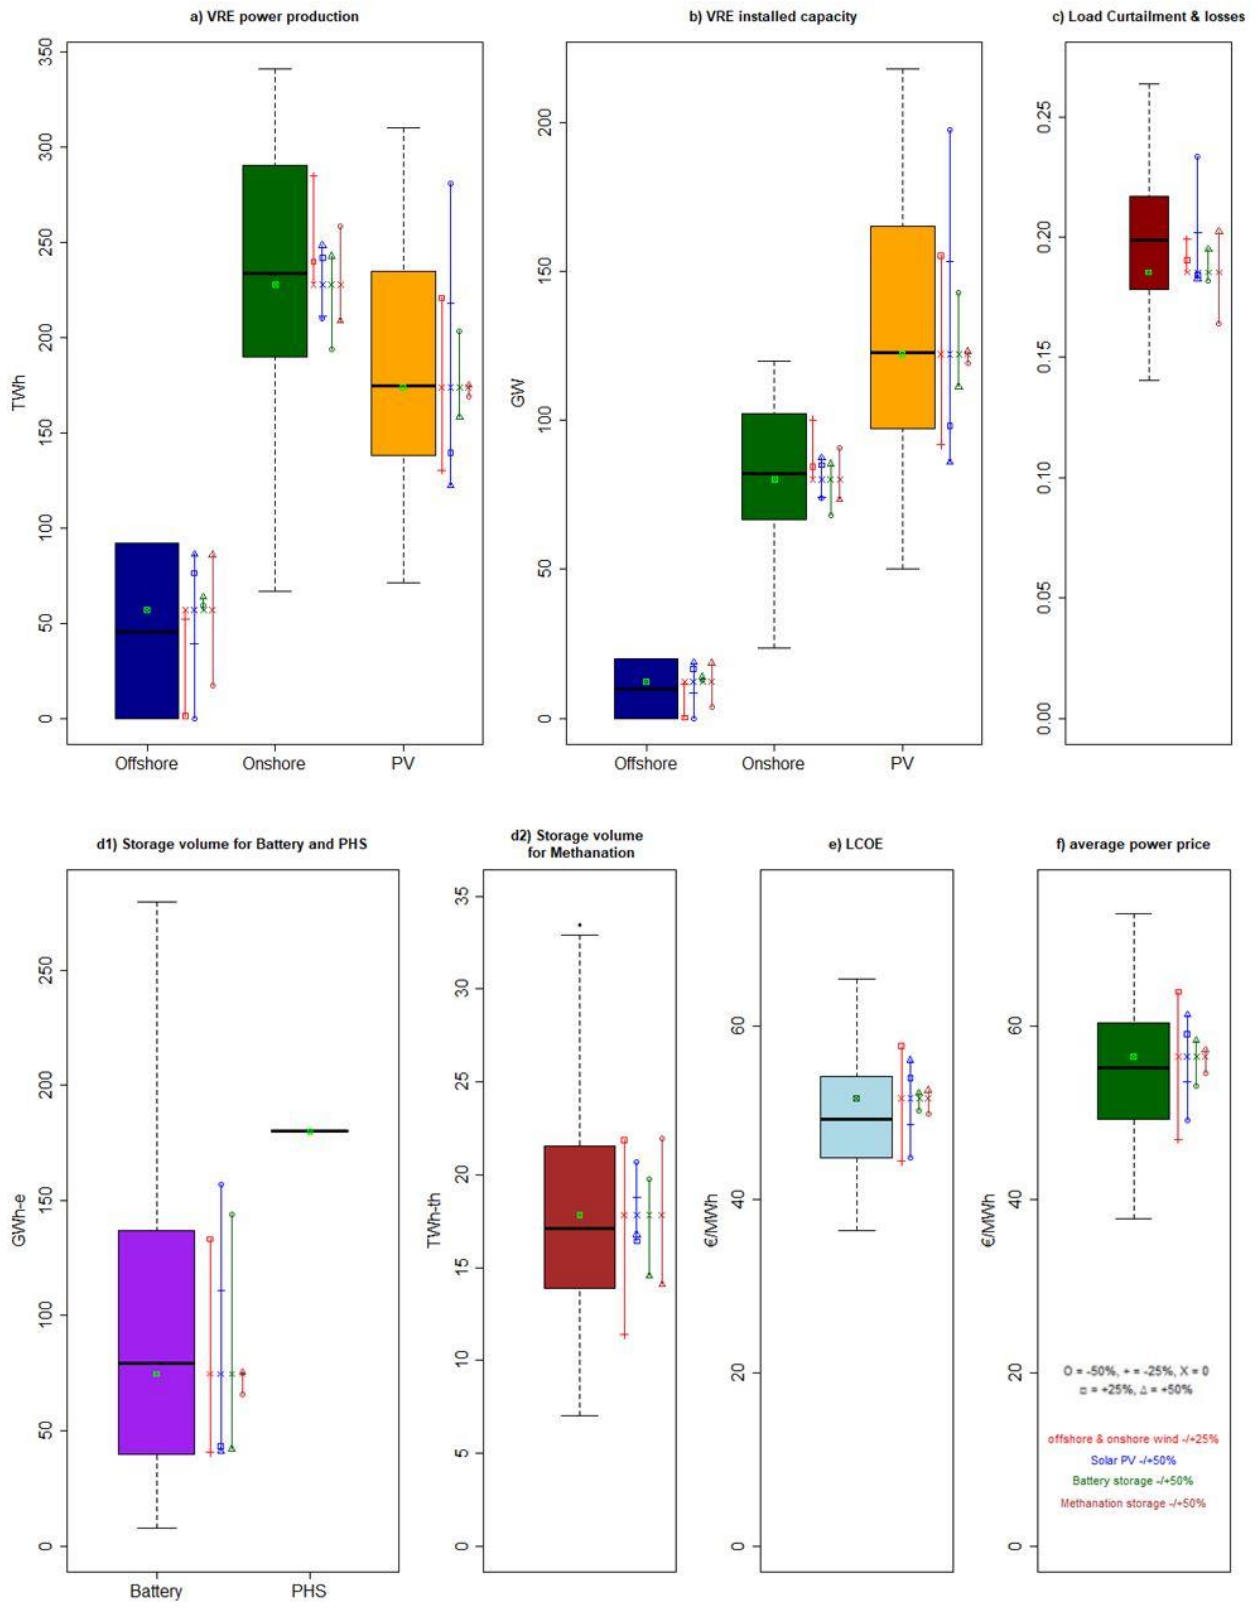 a) VRE power production
b) VRE installed capacity
c) Load Curtailment & losses
TWh
350
300
250
200
150
100
50
0
Offshore
Onshore
PV
GW
200
150
100
50
0
Offshore
Onshore
PV
0.25
0.20
0.15
0.10
0.05
0.00
d1) Storage volume for Battery and PHS
d2) Storage volume
for Methanation
e) LCOE
f) average power price
GWh-e
250
200
150
100
50
0
Battery
PHS
TWh-th
35
30
25
20
15
10
5
0
€/MWh
60
40
20
0
€/MWh
60
40
20
0
O = -50%, + = -25%, X = 0
□ = +25%, Δ = +50%
offshore & onshore wind -/+25%
Solar PV -/+50%
Battery storage -/+50%
Methanation storage -/+50%